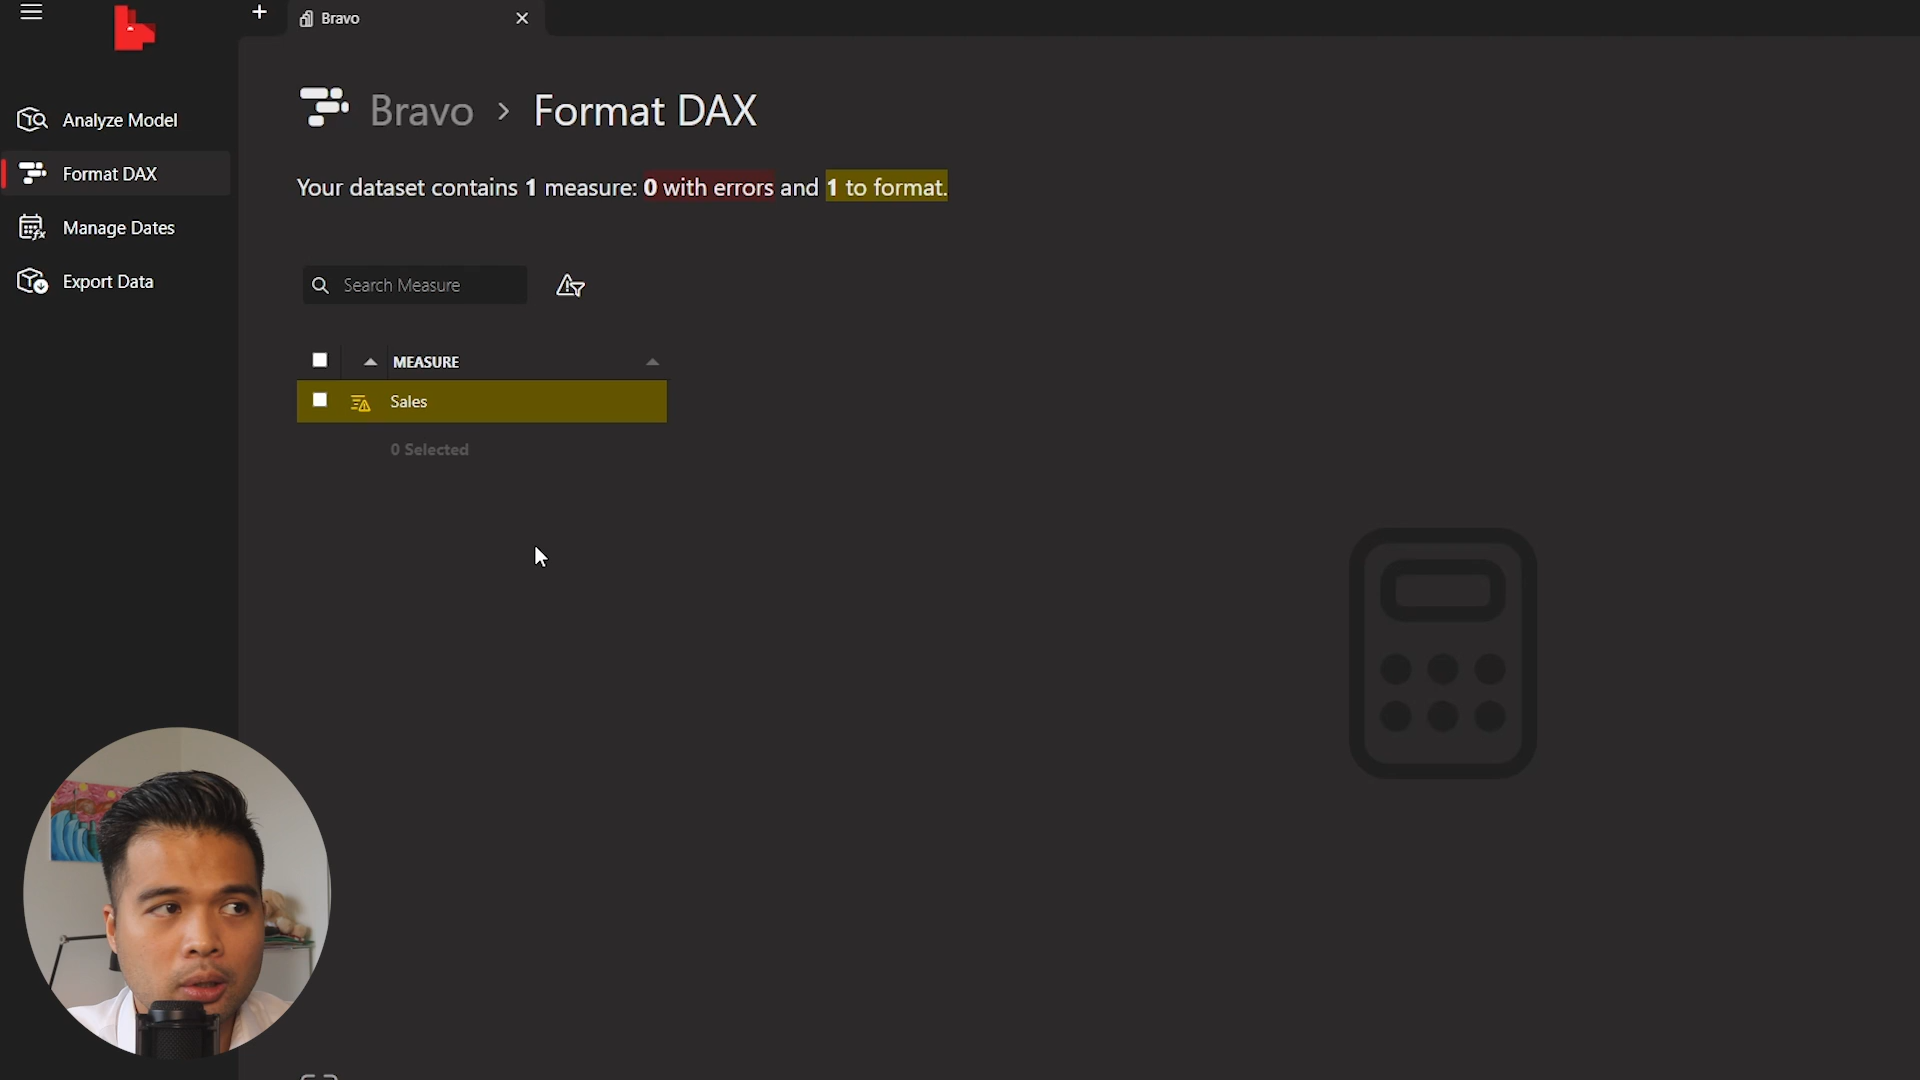 Bravo
Analyze Model
Format DAX
Manage Dates
Export Data
Bravo > Format DAX
Your dataset contains 1 measure: 0 with errors and 1 to format.
Search Measure
MEASURE
Sales
0 Selected